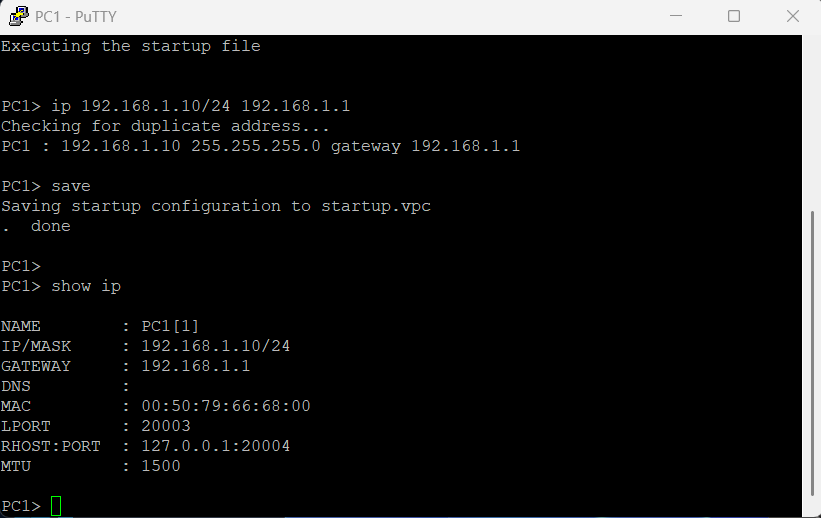 PC1 - PuTTY
Executing the startup file
PC1> ip 192.168.1.10/24 192.168.1.1
Checking for duplicate address...
PC1 : 192.168.1.10 255.255.255.0 gateway 192.168.1.1
PC1> save
Saving startup configuration to startup.vpc
.  done
PC1>
PC1> show ip
NAME        : PC1[1]
IP/MASK     : 192.168.1.10/24
GATEWAY     : 192.168.1.1
DNS         :
MAC         : 00:50:79:66:68:00
LPORT       : 20003
RHOST:PORT  : 127.0.0.1:20004
MTU         : 1500
PC1>